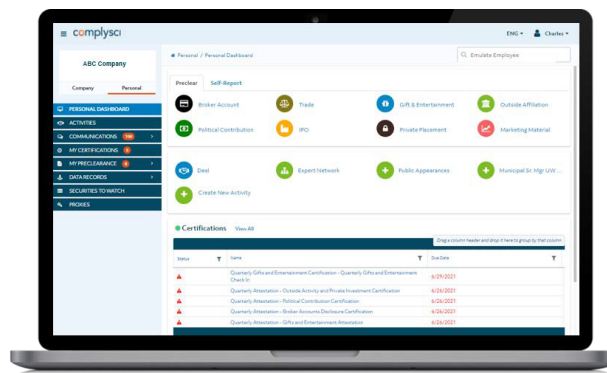 complysci
ENG
Charles
ABC Company
Company Personal
Personal / Personal Dashboard
Emulate Employee
PERSONAL DASHBOARD
ACTIVITIES
COMMUNICATIONS
MY CERTIFICATIONS
MY PRECLEARANCE
DATA RECORDS
SECURITIES TO WATCH
PROXIES
Preclear Self-Report
Broker Account Trade Gift & Entertainment Outside Affiliation
Political Contribution IPO Private Placement Marketing Material
Deal Expert Network Public Appearances Municipal Sr. Mgr UW ...
Create New Activity
Certifications View All
Drag a column header and drop it here to group by that column
Status Name Due Date
Quarterly Gifts and Entertainment Certification - Quarterly Gifts and Entertainment
Check In 6/29/2021
Quarterly Attestation - Outside Activity and Private Investment Certification 6/26/2021
Quarterly Attestation - Political Contribution Certification 6/26/2021
Quarterly Attestation - Broker Accounts Disclosure Certification 6/26/2021
Quarterly Attestation - Gifts and Entertainment Attestation 6/26/2021